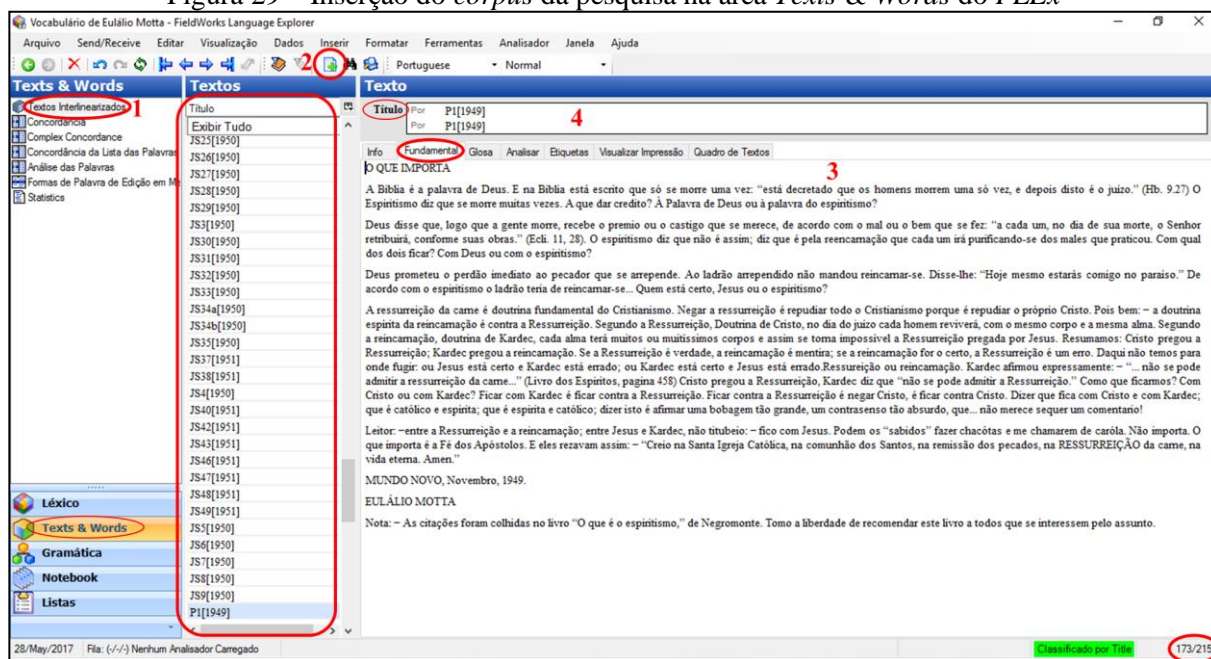 Figura 29 – Inserção do corpus da pesquisa na área Texts & Words do FLEx
Vocabulário de Eulálio Motta - FieldWorks Language Explorer
Arquivo Send/Receive Editar Visualização Dados Inserir Formatar Ferramentas Analisador Janela Ajuda
2
Portuguese Normal
Texts & Words
Textos Interlinearizados 1
Concordância
Complex Concordance
Concordância da Lista das Palavras
Análise das Palavras
Formas de Palavra de Edição em M
Statistics
Léxico
Texts & Words
Gramática
Notebook
Listas
Textos
Título
Exibir Tudo
JS25[1950]
JS26[1950]
JS27[1950]
JS28[1950]
JS29[1950]
JS3[1950]
JS30[1950]
JS31[1950]
JS32[1950]
JS33[1950]
JS34a[1950]
JS34b[1950]
JS35[1950]
JS37[1951]
JS38[1951]
JS4[1950]
JS40[1951]
JS42[1951]
JS43[1951]
JS46[1951]
JS47[1951]
JS48[1951]
JS49[1951]
JS5[1950]
JS6[1950]
JS7[1950]
JS8[1950]
JS9[1950]
P1[1949]
Texto
Título Por P1[1949]
Por P1[1949]
4
Info Fundamental Glosa Analisar Etiquetas Visualizar Impressão Quadro de Textos
3
O QUE IMPORTA
A Biblia é a palavra de Deus. E na Biblia está escrito que só se morre uma vez: “está decretado que os homens morrem uma só vez, e depois disto é o juizo.” (Hb. 9.27) O
Espiritismo diz que se morre muitas vezes. A que dar credito? À Palavra de Deus ou à palavra do espiritismo?
Deus disse que, logo que a gente morre, recebe o premio ou o castigo que se merece, de acordo com o mal ou o bem que se fez: “a cada um, no dia de sua morte, o Senhor
retribuirá, conforme suas obras.” (Ecli. 11, 28). O espiritismo diz que não é assim; diz que é pela reencarnação que cada um irá purificando-se dos males que praticou. Com qual
dos dois ficar? Com Deus ou com o espiritismo?
Deus prometeu o perdão imediato ao pecador que se arrepende. Ao ladrão arrependido não mandou reincarnar-se. Disse-lhe: “Hoje mesmo estarás comigo no paraiso.” De
acordo com o espiritismo o ladrão teria de reincarnar-se... Quem está certo, Jesus ou o espiritismo?
A ressurreição da carne é doutrina fundamental do Cristianismo. Negar a ressurreição é repudiar todo o Cristianismo porque é repudiar o próprio Cristo. Pois bem: − a doutrina
espirita da reincarnação é contra a Ressurreição. Segundo a Ressurreição, Doutrina de Cristo, no dia do juizo cada homem reviverá, com o mesmo corpo e a mesma alma. Segundo
a reincarnação, doutrina de Kardec, cada alma terá muitos ou muitissimos corpos e assim se torna impossivel a Ressurreição pregada por Jesus. Resumamos: Cristo pregou a
Ressurreição; Kardec pregou a reincarnação. Se a Ressurreição é verdade, a reincarnação é mentira; se a reincarnação for o certo, a Ressurreição é um erro. Daqui não temos para
onde fugir: ou Jesus está certo e Kardec está errado; ou Kardec está certo e Jesus está errado.Ressureição ou reincarnação. Kardec afirmou expressamente: − “... não se pode
admitir a ressurreição da carne...” (Livro dos Espiritos, pagina 458) Cristo pregou a Ressurreição, Kardec diz que “não se pode admitir a Ressurreição.” Como que ficarmos? Com
Cristo ou com Kardec? Ficar com Kardec é ficar contra a Ressurreição. Ficar contra a Ressurreição é negar Cristo, é ficar contra Cristo. Dizer que fica com Cristo e com Kardec;
que é católico e espirita; que é espirita e católico; dizer isto é afirmar uma bobagem tão grande, um contrasenso tão absurdo, que... não merece sequer um comentario!
Leitor: −entre a Ressurreição e a reincarnação; entre Jesus e Kardec, não titubeio: − fico com Jesus. Podem os “sabidos” fazer chacótas e me chamarem de caróla. Não importa. O
que importa é a Fé dos Apóstolos. E eles rezavam assim: − “Creio na Santa Igreja Católica, na comunhão dos Santos, na remissão dos pecados, na RESSURREIÇÃO da carne, na
vida eterna. Amen.”
MUNDO NOVO, Novembro, 1949.
EULÁLIO MOTTA
Nota: − As citações foram colhidas no livro “O que é o espiritismo,” de Negromonte. Tomo a liberdade de recomendar este livro a todos que se interessem pelo assunto.
28/May/2017 Fila: (-/-/-) Nenhum Analisador Carregado Classificado por Title 173/215